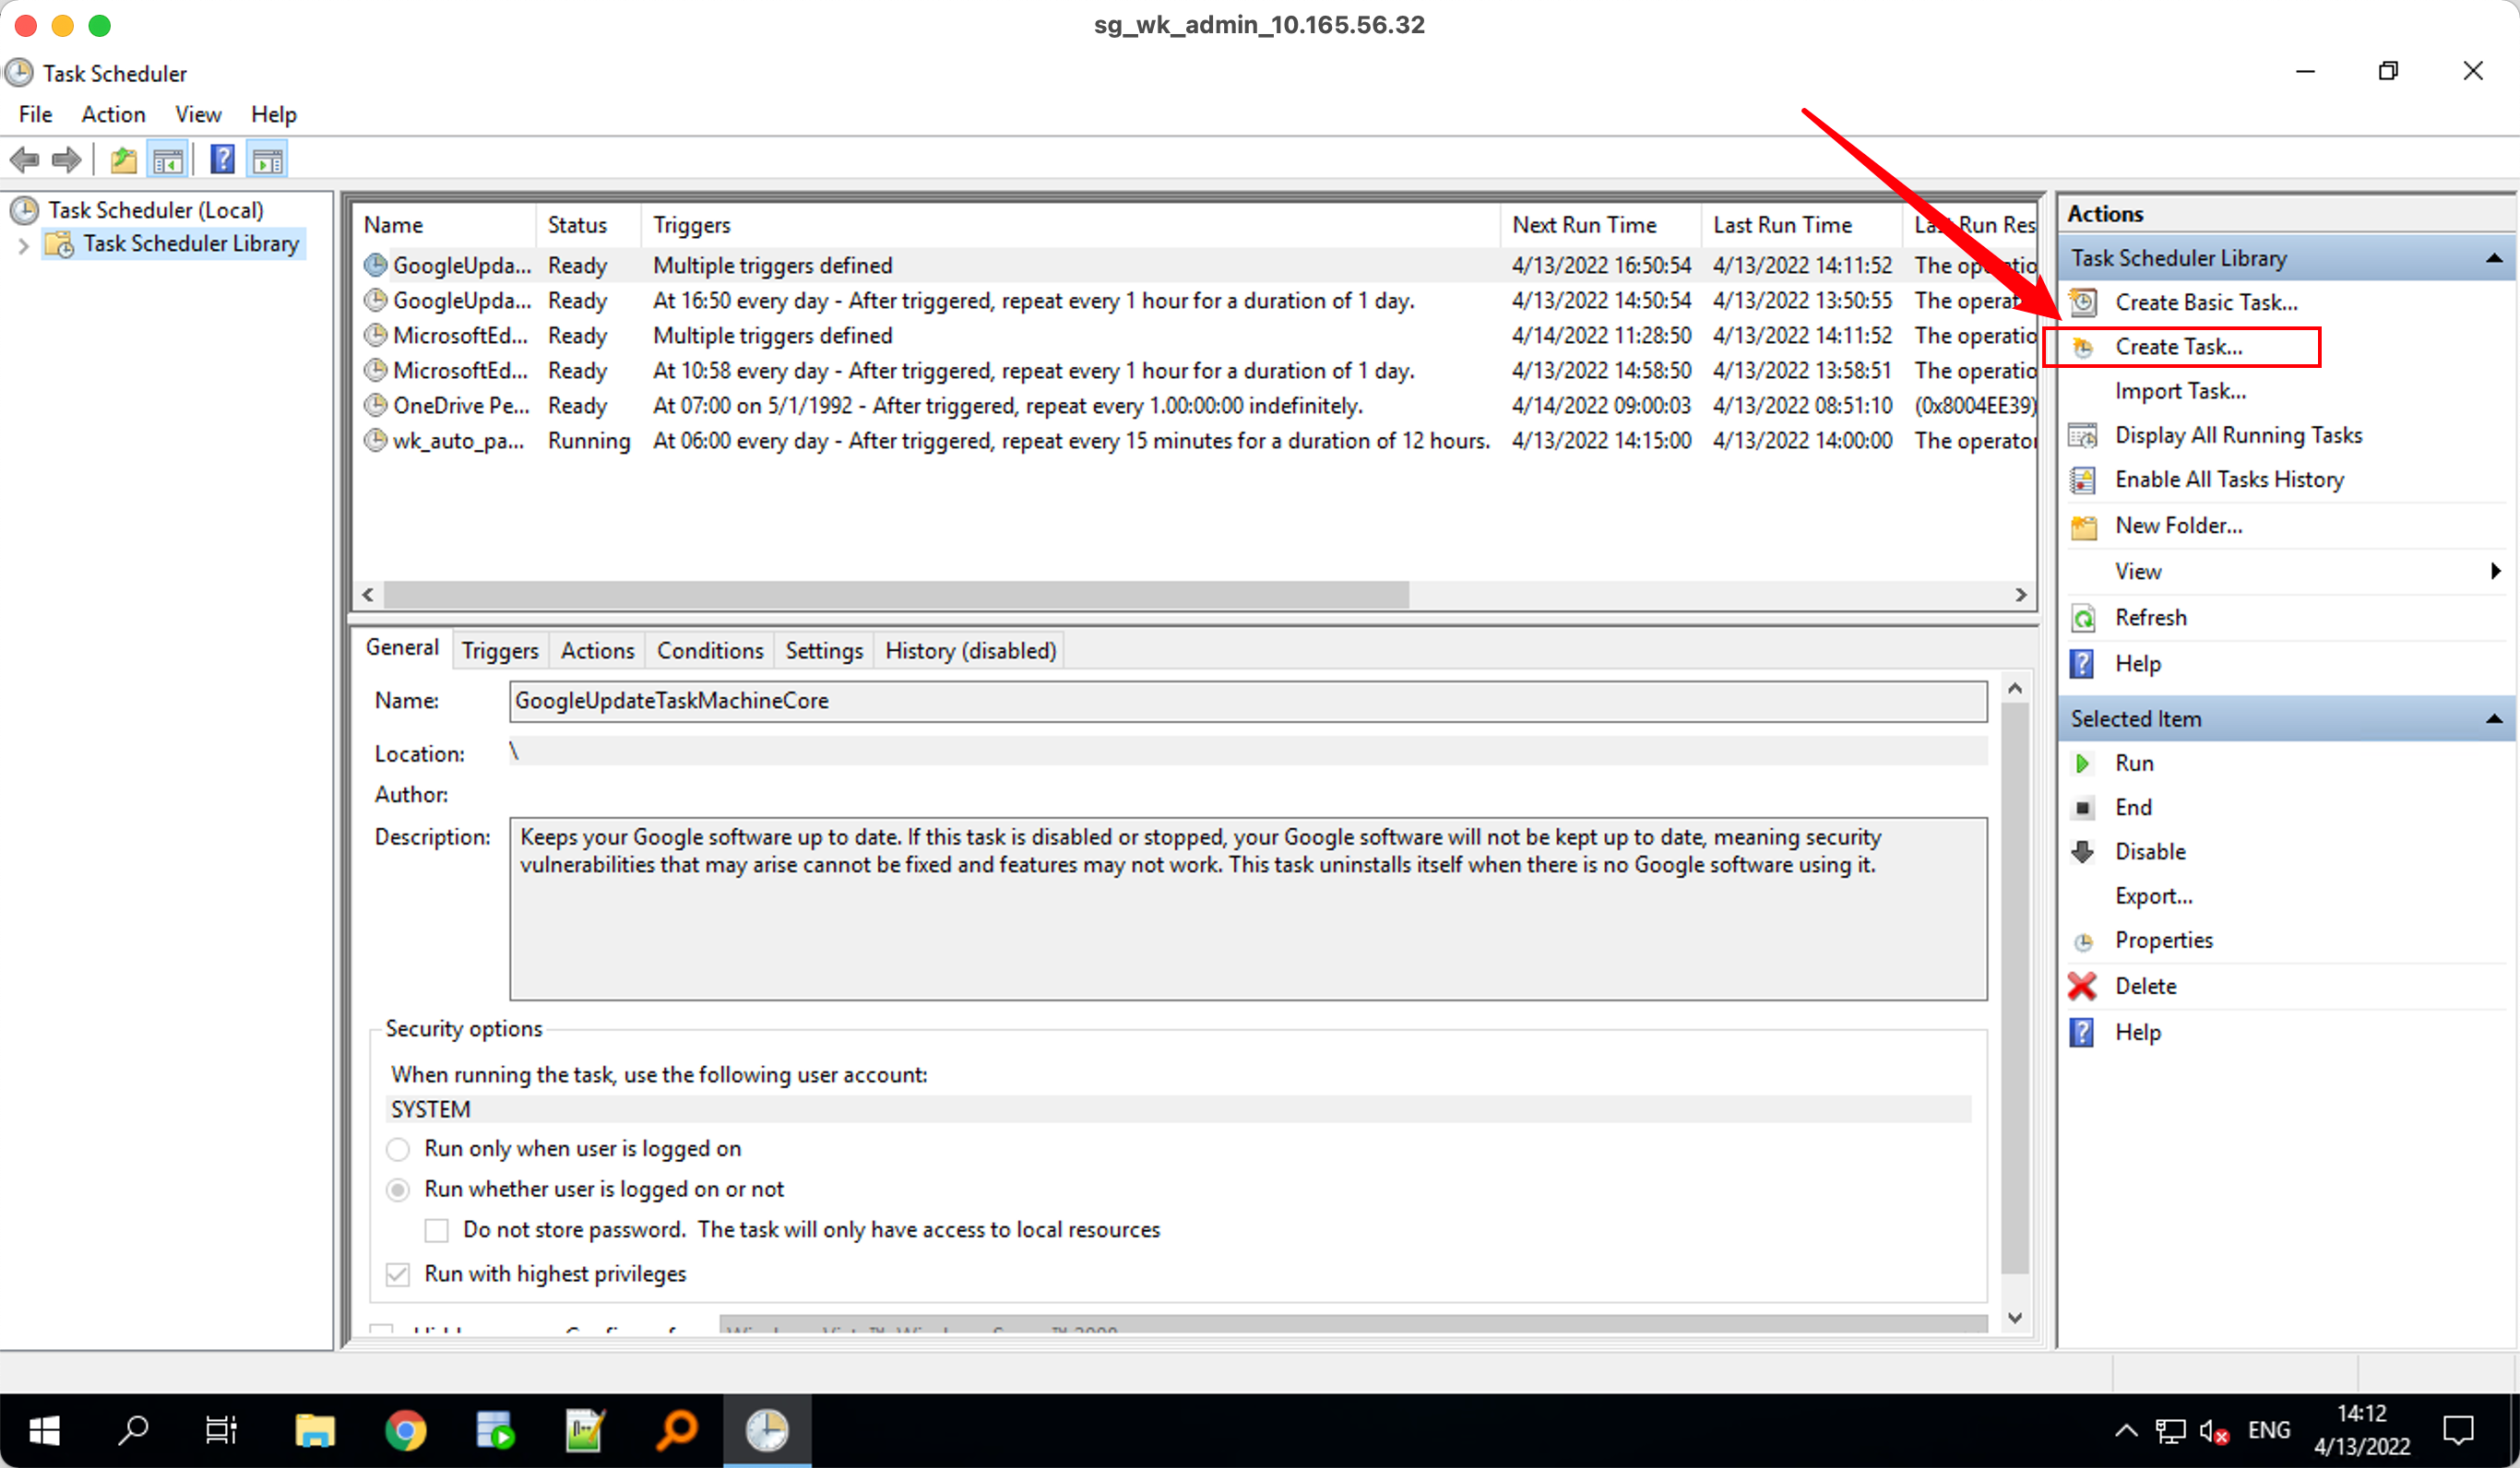 sg_wk_admin_10.165.56.32
Task Scheduler
File Action View Help
Task Scheduler (Local)
Task Scheduler Library
Name Status Triggers Next Run Time Last Run Time Last Run Res
GoogleUpda... Ready Multiple triggers defined 4/13/2022 16:50:54 4/13/2022 14:11:52 The operatio
GoogleUpda... Ready At 16:50 every day - After triggered, repeat every 1 hour for a duration of 1 day. 4/13/2022 14:50:54 4/13/2022 13:50:55 The operat
MicrosoftEd... Ready Multiple triggers defined 4/14/2022 11:28:50 4/13/2022 14:11:52 The operatio
MicrosoftEd... Ready At 10:58 every day - After triggered, repeat every 1 hour for a duration of 1 day. 4/13/2022 14:58:50 4/13/2022 13:58:51 The operatio
OneDrive Pe... Ready At 07:00 on 5/1/1992 - After triggered, repeat every 1.00:00:00 indefinitely. 4/14/2022 09:00:03 4/13/2022 08:51:10 (0x8004EE39)
wk_auto_pa... Running At 06:00 every day - After triggered, repeat every 15 minutes for a duration of 12 hours. 4/13/2022 14:15:00 4/13/2022 14:00:00 The operator
General Triggers Actions Conditions Settings History (disabled)
Name: GoogleUpdateTaskMachineCore
Location: \
Author:
Description: Keeps your Google software up to date. If this task is disabled or stopped, your Google software will not be kept up to date, meaning security
vulnerabilities that may arise cannot be fixed and features may not work. This task uninstalls itself when there is no Google software using it.
Security options
When running the task, use the following user account:
SYSTEM
Run only when user is logged on
Run whether user is logged on or not
Do not store password. The task will only have access to local resources
Run with highest privileges
Actions
Task Scheduler Library
Create Basic Task...
Create Task...
Import Task...
Display All Running Tasks
Enable All Tasks History
New Folder...
View
Refresh
Help
Selected Item
Run
End
Disable
Export...
Properties
Delete
Help
ENG
14:12
4/13/2022